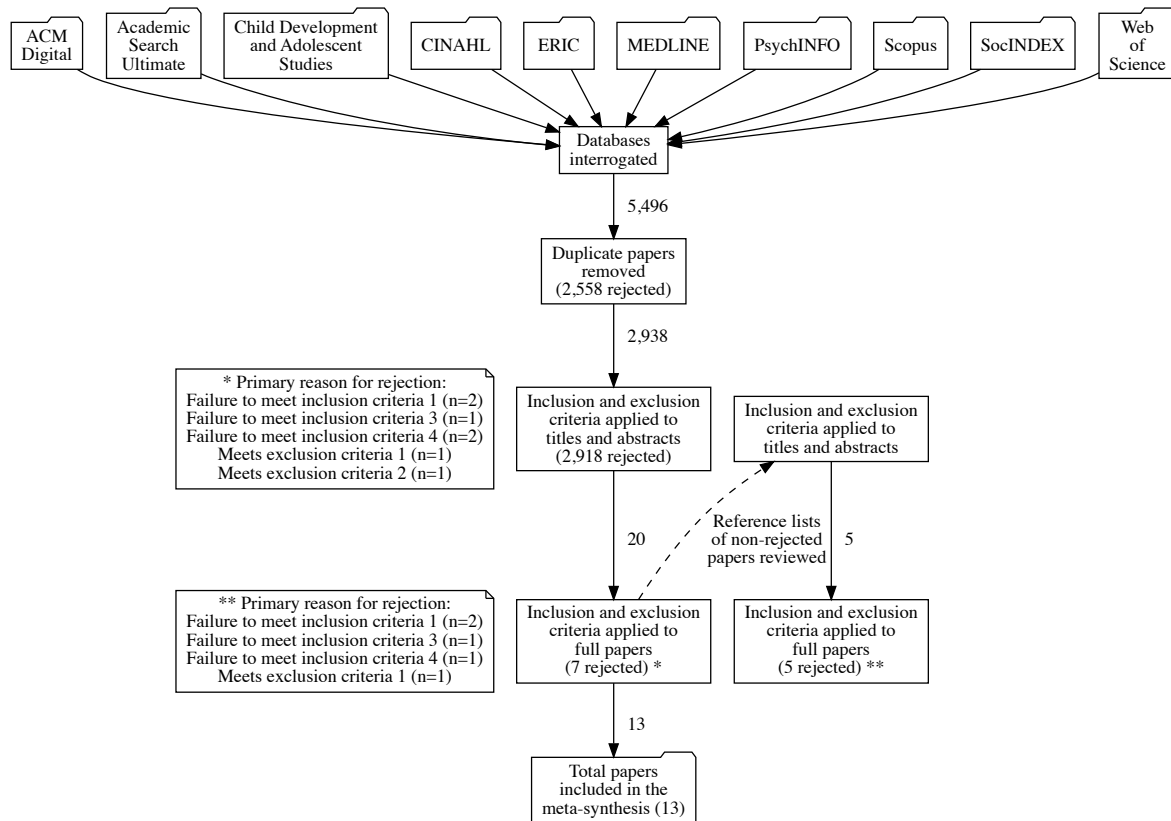 ACM
Digital
Academic
Search
Ultimate
Child Development
and Adolescent
Studies
CINAHL
ERIC
MEDLINE
PsychINFO
Scopus
SocINDEX
Web
of
Science
Databases
interrogated
5,496
Duplicate papers
removed
(2,558 rejected)
2,938
* Primary reason for rejection:
Failure to meet inclusion criteria 1 (n=2)
Failure to meet inclusion criteria 3 (n=1)
Failure to meet inclusion criteria 4 (n=2)
Meets exclusion criteria 1 (n=1)
Meets exclusion criteria 2 (n=1)
Inclusion and exclusion
criteria applied to
titles and abstracts
(2,918 rejected)
Inclusion and exclusion
criteria applied to
titles and abstracts
20
Reference lists
of non-rejected
papers reviewed
5
** Primary reason for rejection:
Failure to meet inclusion criteria 1 (n=2)
Failure to meet inclusion criteria 3 (n=1)
Failure to meet inclusion criteria 4 (n=1)
Meets exclusion criteria 1 (n=1)
Inclusion and exclusion
criteria applied to
full papers
(7 rejected) *
Inclusion and exclusion
criteria applied to
full papers
(5 rejected) **
13
Total papers
included in the
meta-synthesis (13)